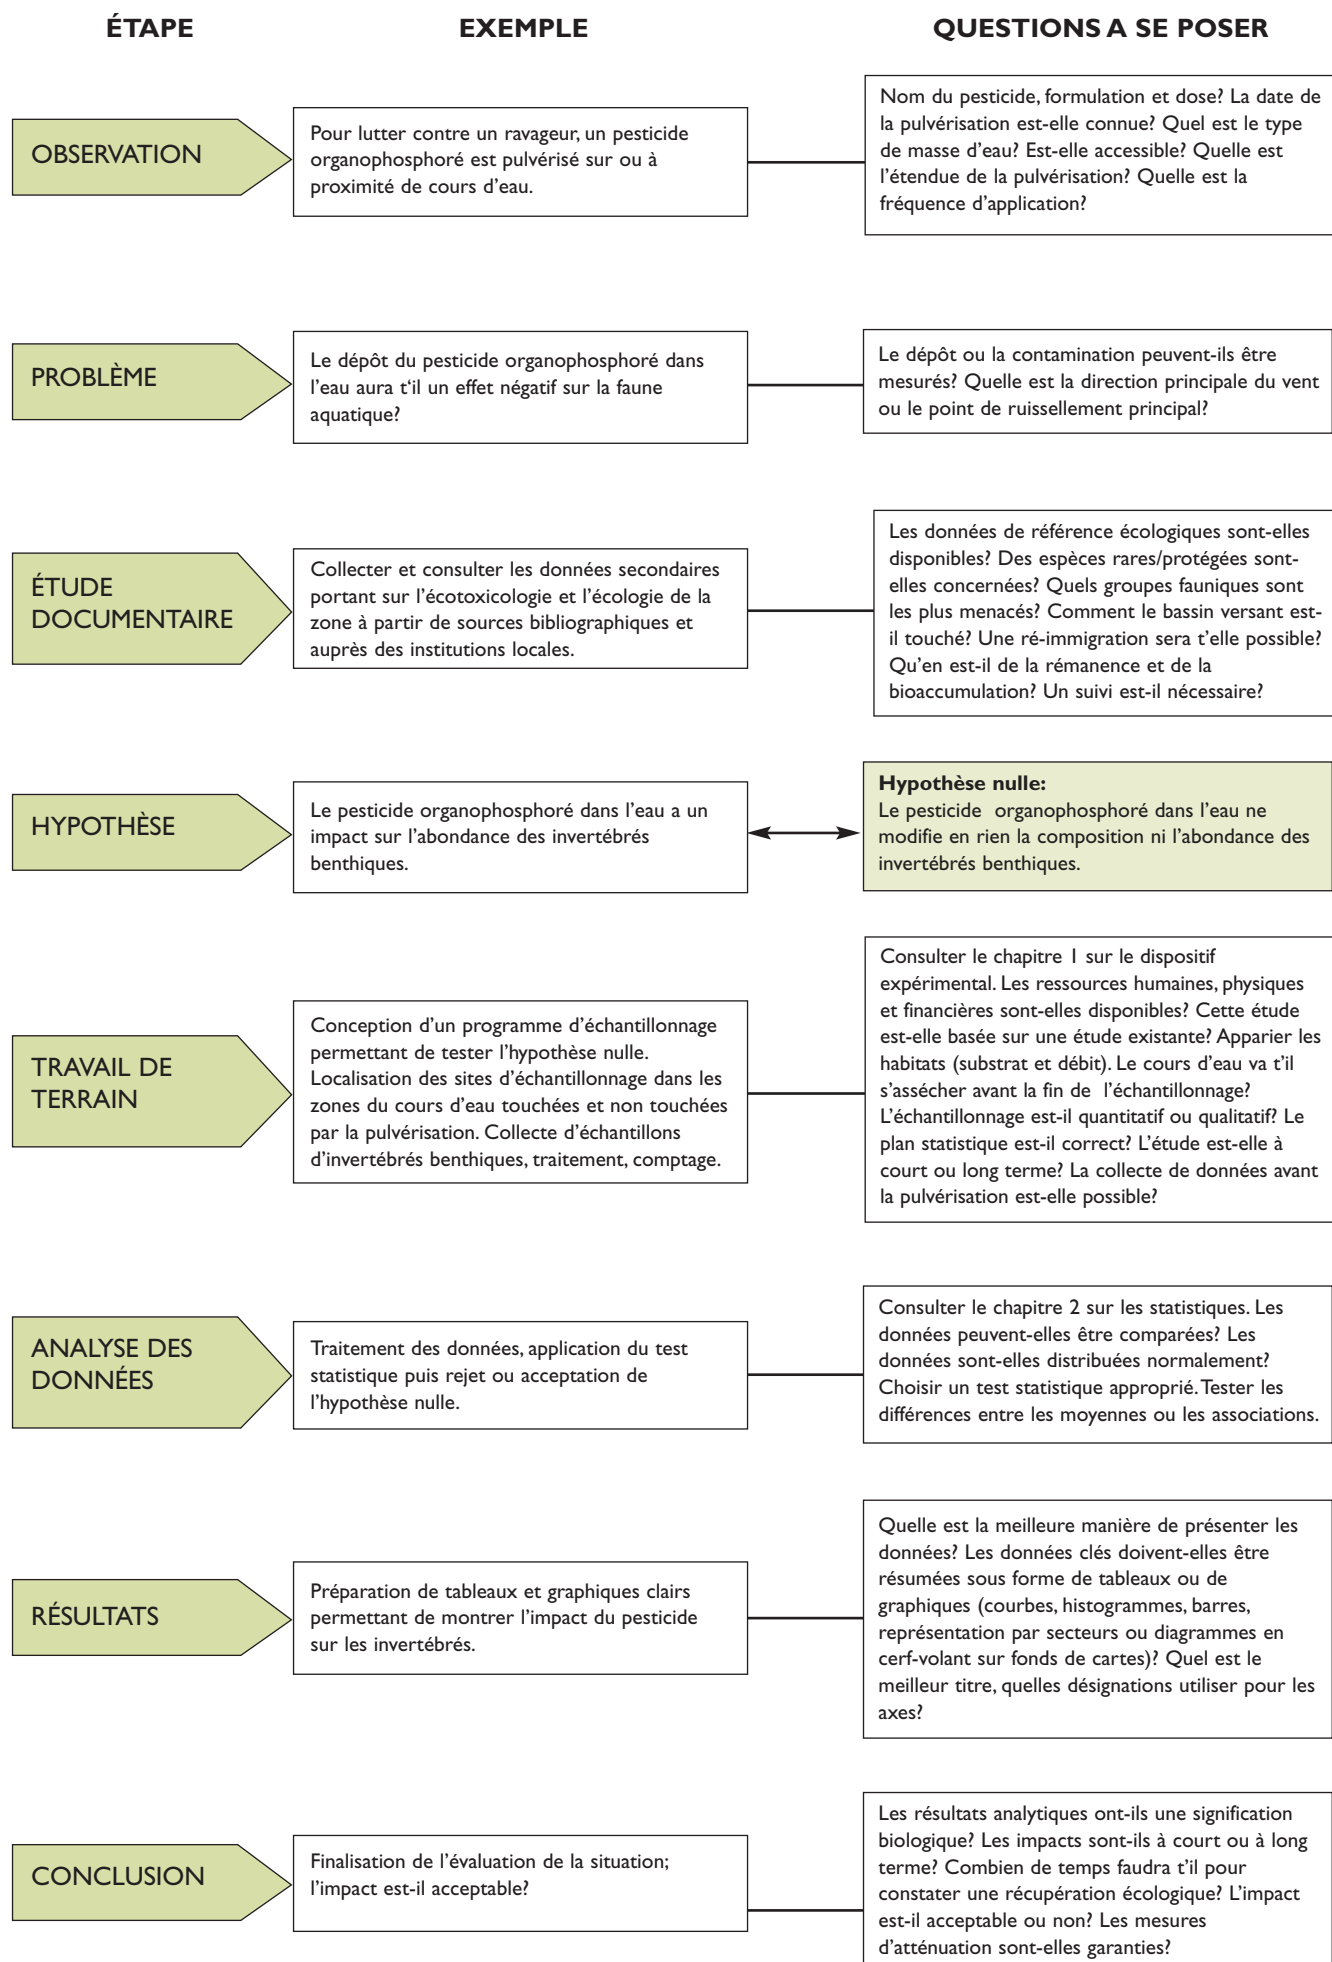 ÉTAPE
EXEMPLE
QUESTIONS A SE POSER
OBSERVATION
Pour lutter contre un ravageur, un pesticide
organophosphoré est pulvérisé sur ou à
proximité de cours d'eau.
Nom du pesticide, formulation et dose? La date de
la pulvérisation est-elle connue? Quel est le type
de masse d'eau? Est-elle accessible? Quelle est
l'étendue de la pulvérisation? Quelle est la
fréquence d'application?
PROBLÈME
Le dépôt du pesticide organophosphoré dans
l'eau aura t‘il un effet négatif sur la faune
aquatique?
Le dépôt ou la contamination peuvent-ils être
mesurés? Quelle est la direction principale du vent
ou le point de ruissellement principal?
ÉTUDE
DOCUMENTAIRE
Collecter et consulter les données secondaires
portant sur l'écotoxicologie et l'écologie de la
zone à partir de sources bibliographiques et
auprès des institutions locales.
Les données de référence écologiques sont-elles
disponibles? Des espèces rares/protégées sont-
elles concernées? Quels groupes fauniques sont
les plus menacés? Comment le bassin versant est-
il touché? Une ré-immigration sera t'elle possible?
Qu'en est-il de la rémanence et de la
bioaccumulation? Un suivi est-il nécessaire?
HYPOTHÈSE
Le pesticide organophosphoré dans l'eau a un
impact sur l'abondance des invertébrés
benthiques.
Hypothèse nulle:
Le pesticide organophosphoré dans l'eau ne
modifie en rien la composition ni l'abondance des
invertébrés benthiques.
TRAVAIL DE
TERRAIN
Conception d'un programme d'échantillonnage
permettant de tester l'hypothèse nulle.
Localisation des sites d'échantillonnage dans les
zones du cours d'eau touchées et non touchées
par la pulvérisation. Collecte d'échantillons
d'invertébrés benthiques, traitement, comptage.
Consulter le chapitre 1 sur le dispositif
expérimental. Les ressources humaines, physiques
et financières sont-elles disponibles? Cette étude
est-elle basée sur une étude existante? Apparier les
habitats (substrat et débit). Le cours d'eau va t'il
s'assécher avant la fin de l'échantillonnage?
L'échantillonnage est-il quantitatif ou qualitatif? Le
plan statistique est-il correct? L'étude est-elle à
court ou long terme? La collecte de données avant
la pulvérisation est-elle possible?
ANALYSE DES
DONNÉES
Traitement des données, application du test
statistique puis rejet ou acceptation de
l'hypothèse nulle.
Consulter le chapitre 2 sur les statistiques. Les
données peuvent-elles être comparées? Les
données sont-elles distribuées normalement?
Choisir un test statistique approprié. Tester les
différences entre les moyennes ou les associations.
RÉSULTATS
Préparation de tableaux et graphiques clairs
permettant de montrer l'impact du pesticide
sur les invertébrés.
Quelle est la meilleure manière de présenter les
données? Les données clés doivent-elles être
résumées sous forme de tableaux ou de
graphiques (courbes, histogrammes, barres,
représentation par secteurs ou diagrammes en
cerf-volant sur fonds de cartes)? Quel est le
meilleur titre, quelles désignations utiliser pour les
axes?
CONCLUSION
Finalisation de l'évaluation de la situation;
l'impact est-il acceptable?
Les résultats analytiques ont-ils une signification
biologique? Les impacts sont-ils à court ou à long
terme? Combien de temps faudra t'il pour
constater une récupération écologique? L'impact
est-il acceptable ou non? Les mesures
d'atténuation sont-elles garanties?